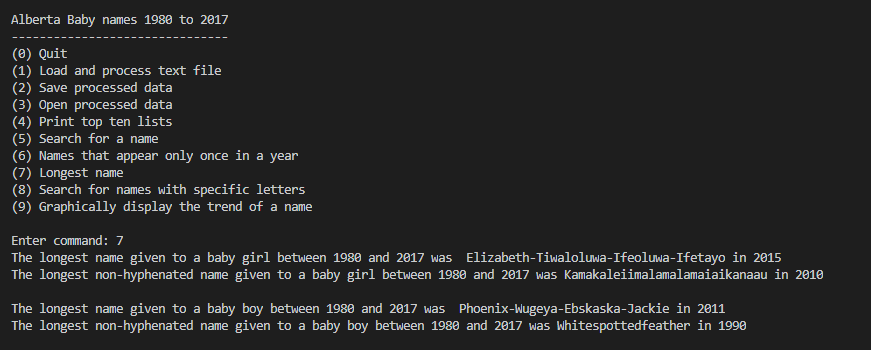 Alberta Baby names 1980 to 2017
-------------------------------
(0) Quit
(1) Load and process text file
(2) Save processed data
(3) Open processed data
(4) Print top ten lists
(5) Search for a name
(6) Names that appear only once in a year
(7) Longest name
(8) Search for names with specific letters
(9) Graphically display the trend of a name
Enter command: 7
The longest name given to a baby girl between 1980 and 2017 was  Elizabeth-Tiwaloluwa-Ifeoluwa-Ifetayo in 2015
The longest non-hyphenated name given to a baby girl between 1980 and 2017 was Kamakaleiimalamalamaiaikanaau in 2010
The longest name given to a baby boy between 1980 and 2017 was  Phoenix-Wugeya-Ebskaska-Jackie in 2011
The longest non-hyphenated name given to a baby boy between 1980 and 2017 was Whitespottedfeather in 1990